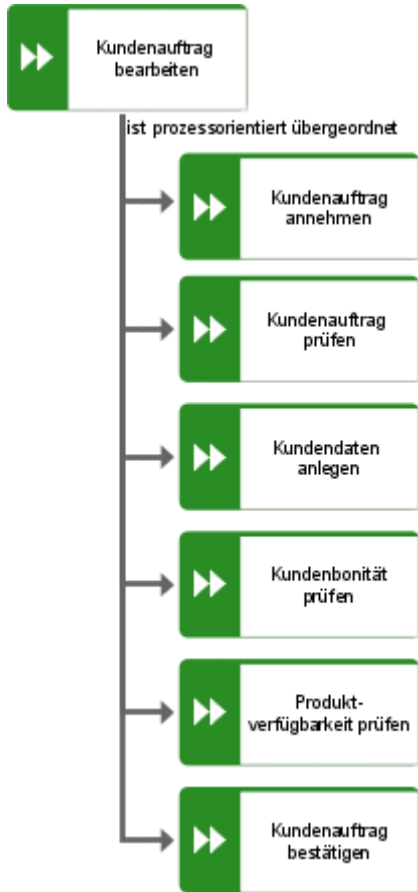 Kundenauftrag
bearbeiten
ist prozessorientiert übergeordnet
Kundenauftrag
annehmen
Kundenauftrag
prüfen
Kundendaten
anlegen
Kundenbonität
prüfen
Produkt-
verfügbarkeit prüfen
Kundenauftrag
bestätigen